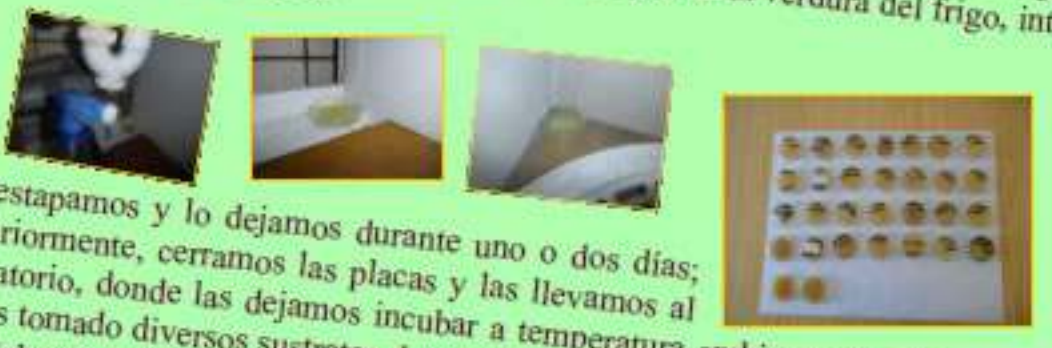 verdura del frigo, int
estapamos y lo dejamos durante uno o dos días;
riormente, cerramos las placas y las llevamos al
atorio, donde las dejamos incubar a temperatura
s tomado diversos sustratos